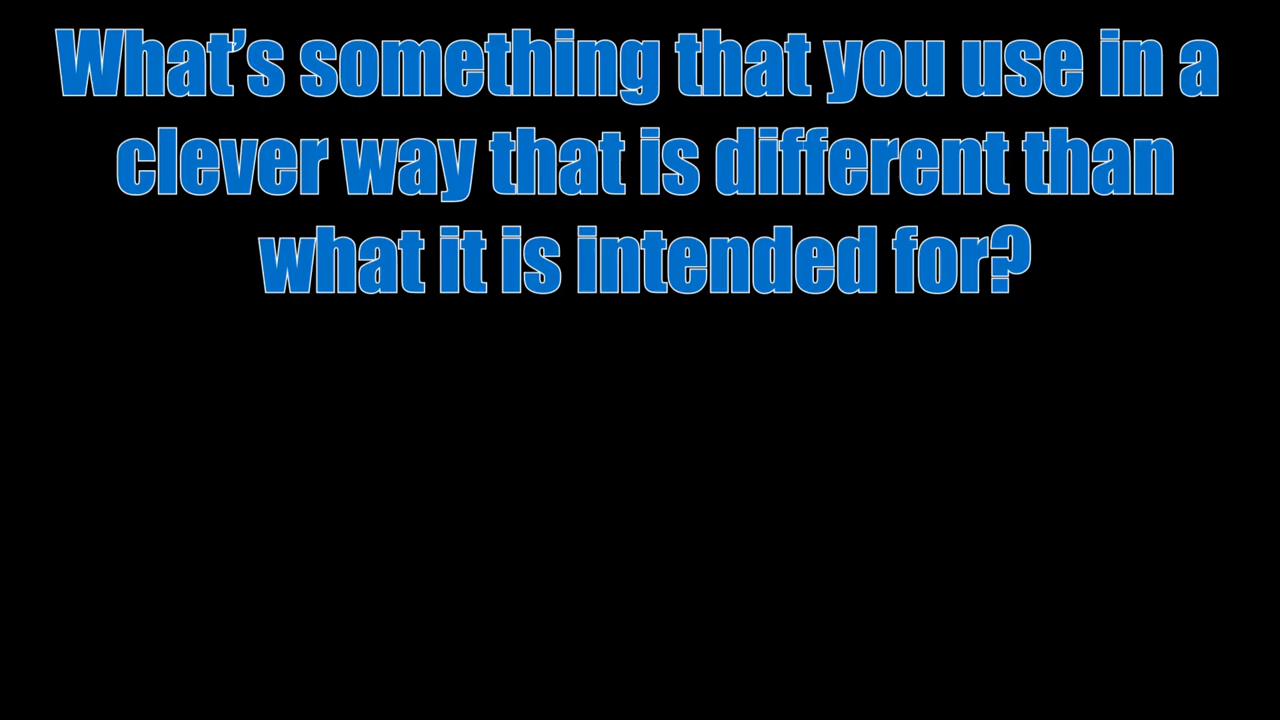 What’s something that you use in a
clever way that is different than
what it is intended for?